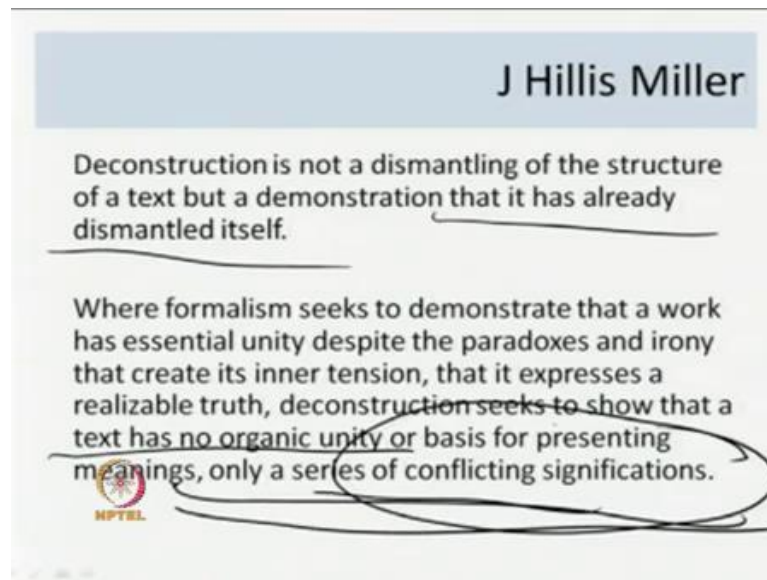 J Hillis Miller
Deconstruction is not a dismantling of the structure
of a text but a demonstration that it has already
dismantled itself.
Where formalism seeks to demonstrate that a work
has essential unity despite the paradoxes and irony
that create its inner tension, that it expresses a
realizable truth, deconstruction seeks to show that a
text has no organic unity or basis for presenting
meanings, only a series of conflicting significations.
NPTEL